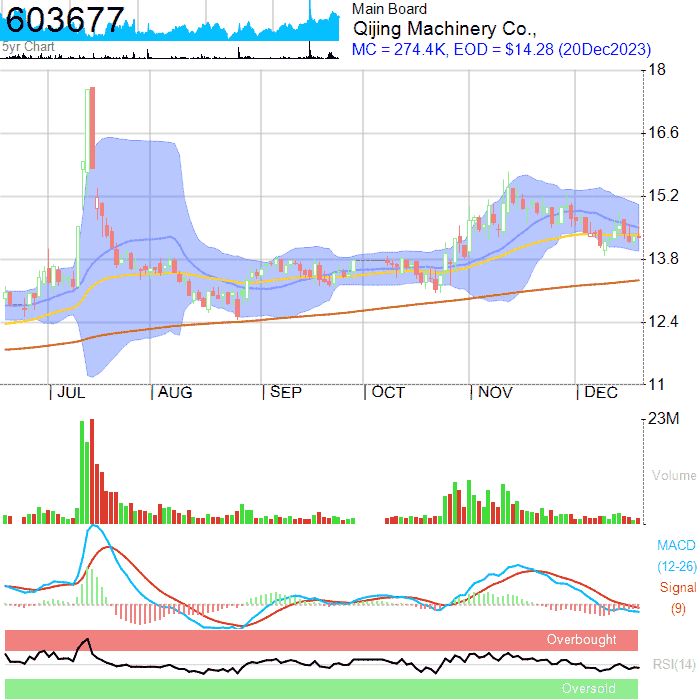 603677
5yr Chart
Main Board
Qijing Machinery Co.,
MC = 274.4K, EOD = $14.28 (20Dec2023)
18
16.6
15.2
13.8
12.4
11
JUL AUG SEP OCT NOV DEC
23M
Volume
MACD
(12-26)
Signal
(9)
Overbought
RSI(14)
Oversold